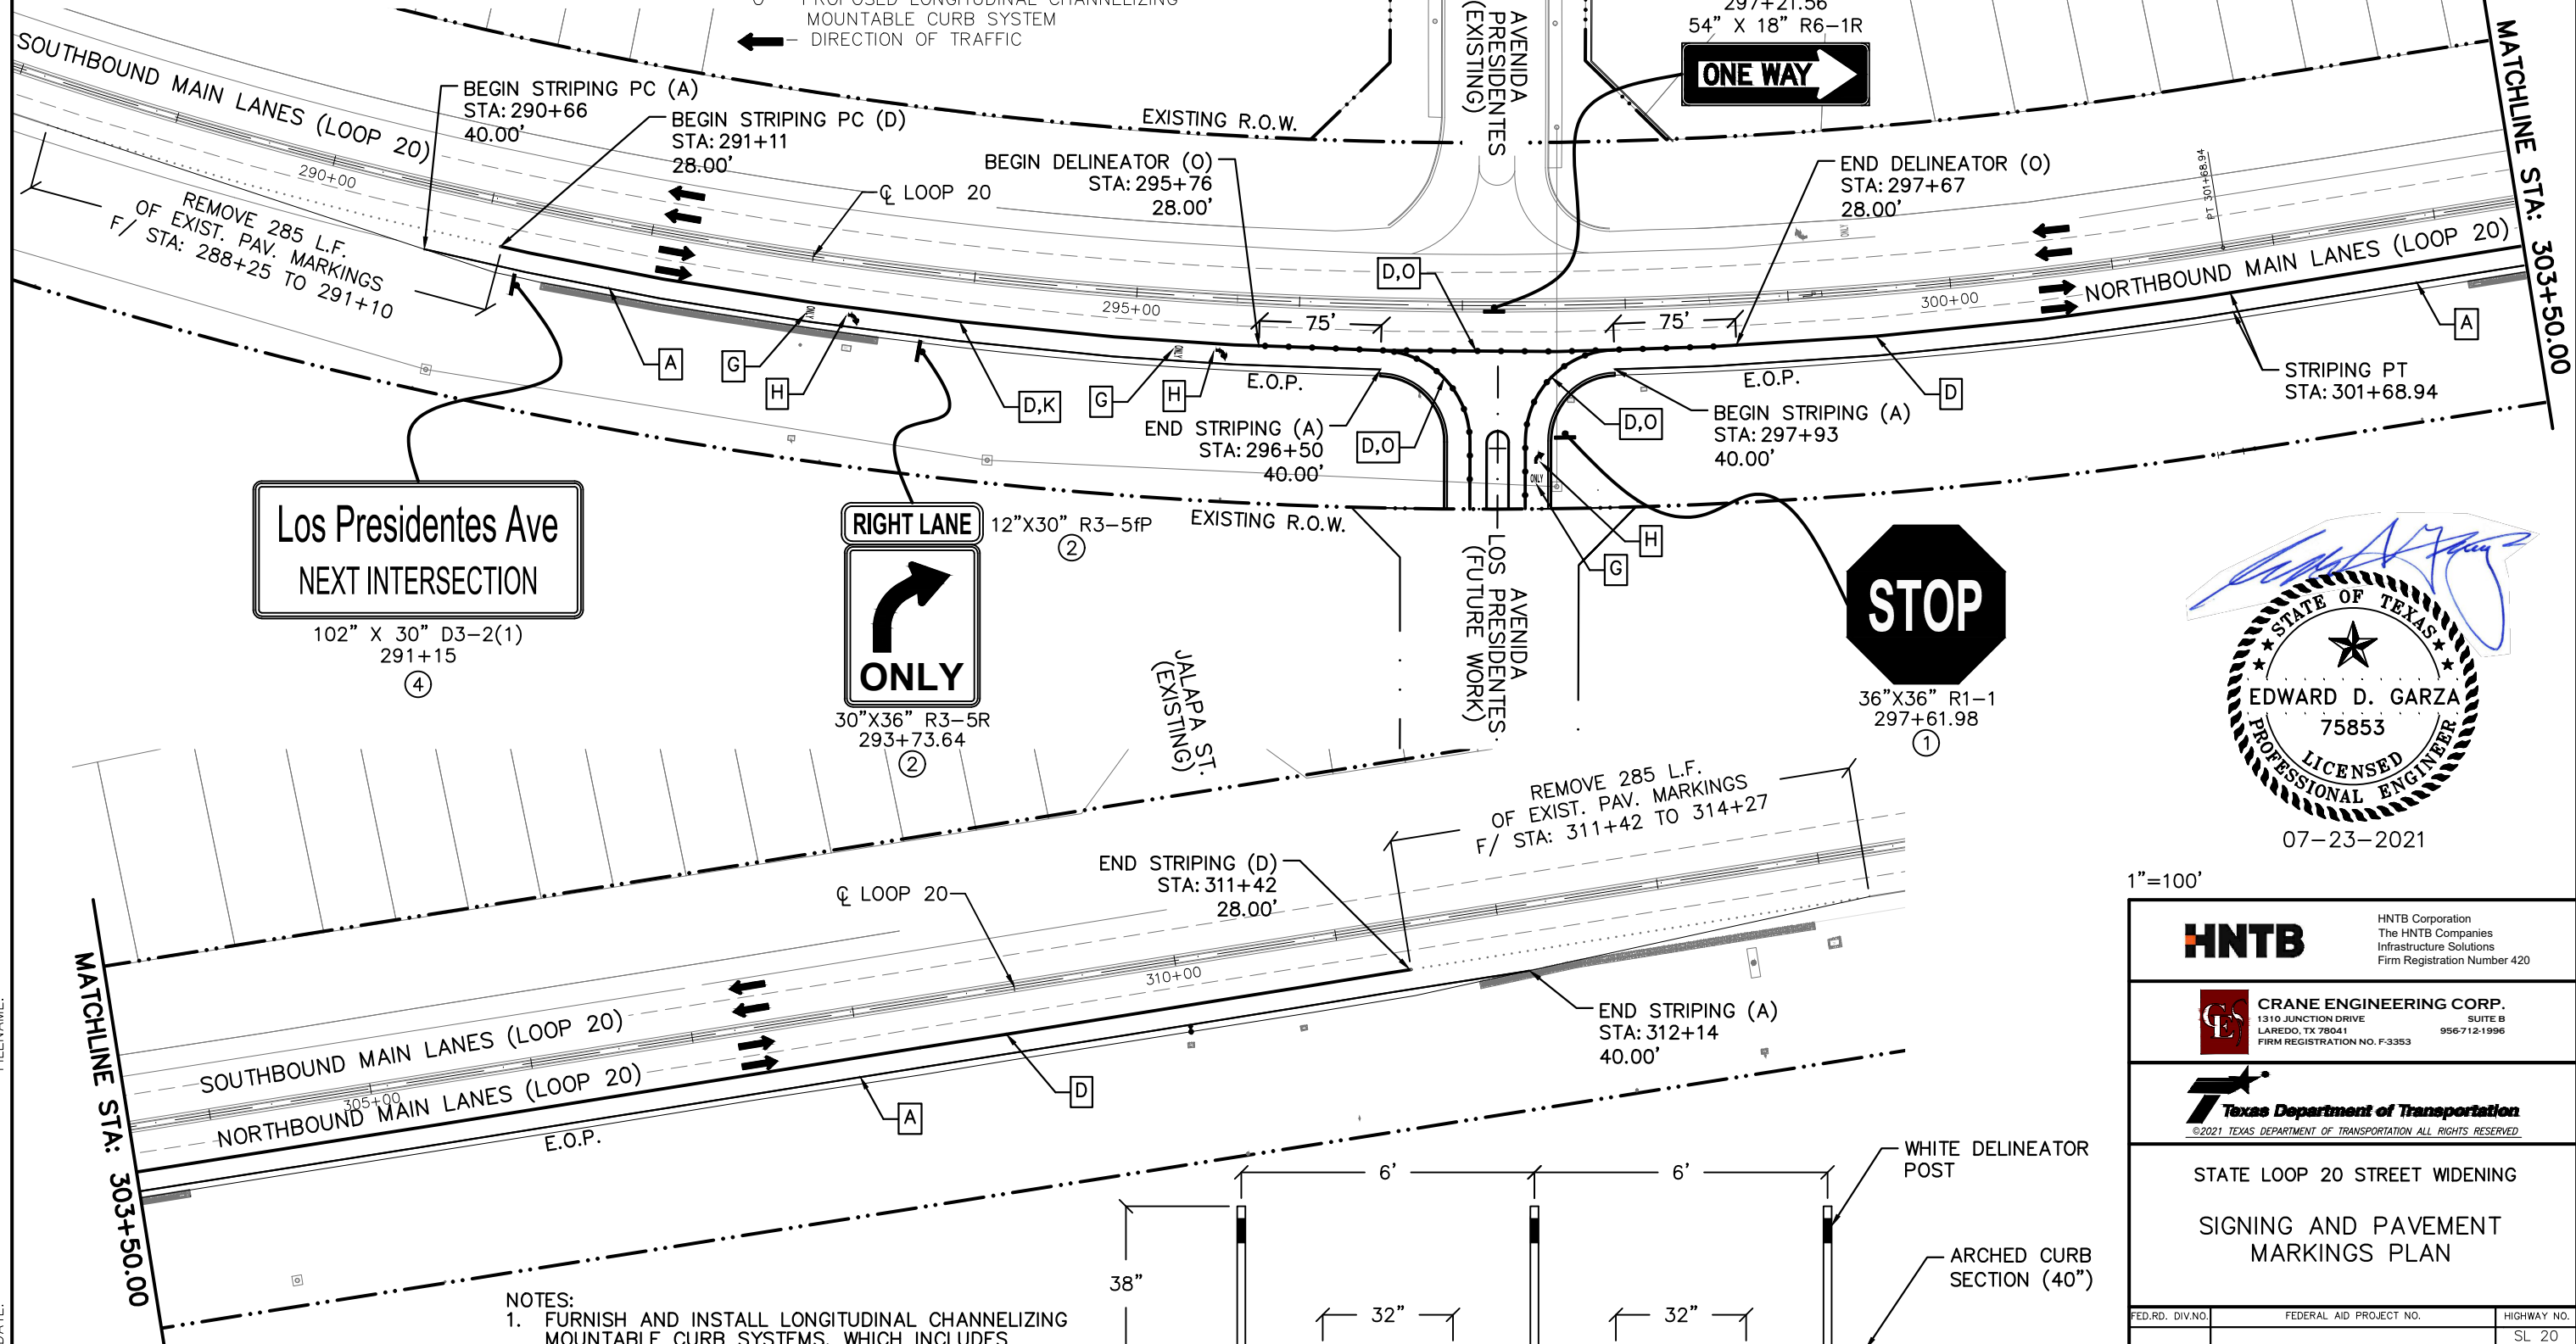 O - PROPOSED LONGITUDINAL CHANNELIZING
MOUNTABLE CURB SYSTEM
- DIRECTION OF TRAFFIC
AVENIDA
PRESIDENTES
(EXISTING)
297+21.56
54" X 18" R6-1R
ONE WAY
MATCHLINE STA: 303+50.00
SOUTHBOUND MAIN LANES (LOOP 20)
BEGIN STRIPING PC (A)
STA: 290+66
40.00'
BEGIN STRIPING PC (D)
STA: 291+11
28.00'
EXISTING R.O.W.
BEGIN DELINEATOR (O)
STA: 295+76
28.00'
END DELINEATOR (O)
STA: 297+67
28.00'
PT 301+68.94
290+00
℄ LOOP 20
REMOVE 285 L.F.
OF EXIST. PAV. MARKINGS
F/ STA: 288+25 TO 291+10
ONLY
D,O
295+00
75'
75'
300+00
NORTHBOUND MAIN LANES (LOOP 20)
A
G
ONLY
H
D,K
G
ONLY
H
E.O.P.
E.O.P.
D
A
STRIPING PT
STA: 301+68.94
END STRIPING (A)
STA: 296+50
40.00'
D,O
D,O
BEGIN STRIPING (A)
STA: 297+93
40.00'
ONLY
Los Presidentes Ave
NEXT INTERSECTION
102" X 30" D3-2(1)
291+15
4
RIGHT LANE
12"X30" R3-5fP
2
ONLY
30"X36" R3-5R
293+73.64
2
EXISTING R.O.W.
H
G
AVENIDA
LOS PRESIDENTES
(FUTURE WORK)
STOP
36"X36" R1-1
297+61.98
1
STATE OF TEXAS
EDWARD D. GARZA
75853
LICENSED
PROFESSIONAL ENGINEER
07-23-2021
JALAPA ST.
(EXISTING)
REMOVE 285 L.F.
OF EXIST. PAV. MARKINGS
F/ STA: 311+42 TO 314+27
END STRIPING (D)
STA: 311+42
28.00'
℄ LOOP 20
310+00
MATCHLINE STA: 303+50.00
SOUTHBOUND MAIN LANES (LOOP 20)
305+00
NORTHBOUND MAIN LANES (LOOP 20)
E.O.P.
A
D
END STRIPING (A)
STA: 312+14
40.00'
1"=100'
HNTB
HNTB Corporation
The HNTB Companies
Infrastructure Solutions
Firm Registration Number 420
CES
CRANE ENGINEERING CORP.
1310 JUNCTION DRIVE SUITE B
LAREDO, TX 78041 956-712-1996
FIRM REGISTRATION NO. F-3353
Texas Department of Transportation
©2021 TEXAS DEPARTMENT OF TRANSPORTATION ALL RIGHTS RESERVED
STATE LOOP 20 STREET WIDENING
SIGNING AND PAVEMENT
MARKINGS PLAN
FED.RD. DIV.NO.
FEDERAL AID PROJECT NO.
HIGHWAY NO.
SL 20
6'
6'
WHITE DELINEATOR
POST
ARCHED CURB
SECTION (40")
38"
32"
32"
NOTES:
1. FURNISH AND INSTALL LONGITUDINAL CHANNELIZING
MOUNTABLE CURB SYSTEMS, WHICH INCLUDES
FILENAME:
DATE: